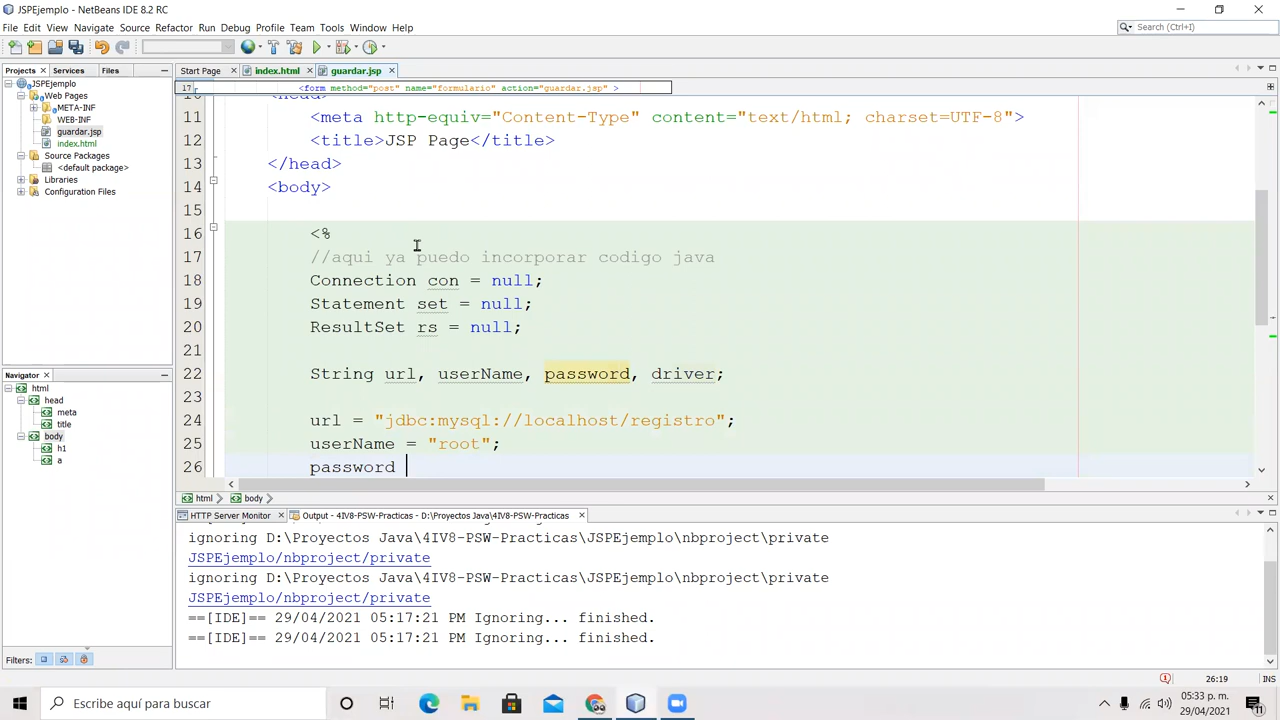 JSPEjemplo - NetBeans IDE 8.2 RC
File Edit View Navigate Source Refactor Run Debug Profile Team Tools Window Help
Search (Ctrl+I)
Projects Services Files
Start Page index.html guardar.jsp
JSPEjemplo
Web Pages
META-INF
WEB-INF
guardar.jsp
index.html
Source Packages
<default package>
Libraries
Configuration Files
17 <form method="post" name="formulario" action="guardar.jsp" >
10 <head>
11 <meta http-equiv="Content-Type" content="text/html; charset=UTF-8">
12 <title>JSP Page</title>
13 </head>
14 <body>
15
16 <%
17 //aqui ya puedo incorporar codigo java
18 Connection con = null;
19 Statement set = null;
20 ResultSet rs = null;
21
22 String url, userName, password, driver;
23
24 url = "jdbc:mysql://localhost/registro";
25 userName = "root";
26 password
Navigator
html
head
meta
title
body
h1
a
Filters:
html body
HTTP Server Monitor Output - 4IV8-PSW-Practicas - D:\Proyectos Java\4IV8-PSW-Practicas
ignoring D:\Proyectos Java\4IV8-PSW-Practicas\JSPEjemplo\nbproject\private
JSPEjemplo/nbproject/private
ignoring D:\Proyectos Java\4IV8-PSW-Practicas\JSPEjemplo\nbproject\private
JSPEjemplo/nbproject/private
==[IDE]== 29/04/2021 05:17:21 PM Ignoring... finished.
==[IDE]== 29/04/2021 05:17:21 PM Ignoring... finished.
26:19 INS
Escribe aquí para buscar
05:33 p. m.
29/04/2021
11